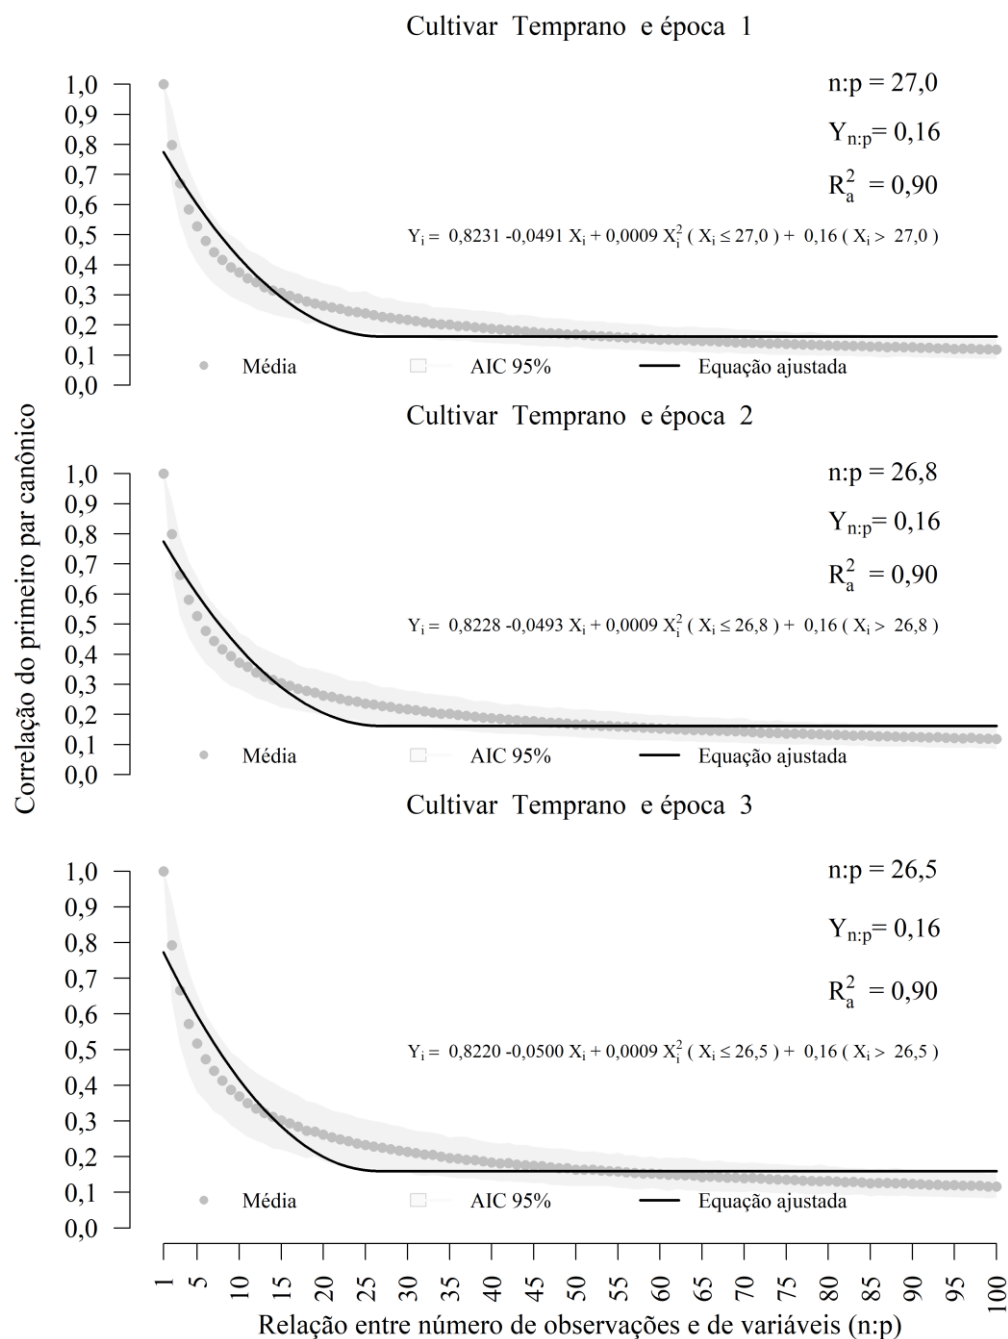 Cultivar Temprano e época 1
1,0
0,9
0,8
0,7
0,6
0,5
0,4
0,3
0,2
0,1
0,0
n:p = 27,0
Yn:p= 0,16
R²a = 0,90
Yi = 0,8231 -0,0491 Xi + 0,0009 Xi² ( Xi ≤ 27,0 ) + 0,16 ( Xi > 27,0 )
Média AIC 95% Equação ajustada
Correlação do primeiro par canônico
Cultivar Temprano e época 2
1,0
0,9
0,8
0,7
0,6
0,5
0,4
0,3
0,2
0,1
0,0
n:p = 26,8
Yn:p= 0,16
R²a = 0,90
Yi = 0,8228 -0,0493 Xi + 0,0009 Xi² ( Xi ≤ 26,8 ) + 0,16 ( Xi > 26,8 )
Média AIC 95% Equação ajustada
Cultivar Temprano e época 3
1,0
0,9
0,8
0,7
0,6
0,5
0,4
0,3
0,2
0,1
0,0
n:p = 26,5
Yn:p= 0,16
R²a = 0,90
Yi = 0,8220 -0,0500 Xi + 0,0009 Xi² ( Xi ≤ 26,5 ) + 0,16 ( Xi > 26,5 )
Média AIC 95% Equação ajustada
1 5 10 15 20 25 30 35 40 45 50 55 60 65 70 75 80 85 90 95 100
Relação entre número de observações e de variáveis (n:p)